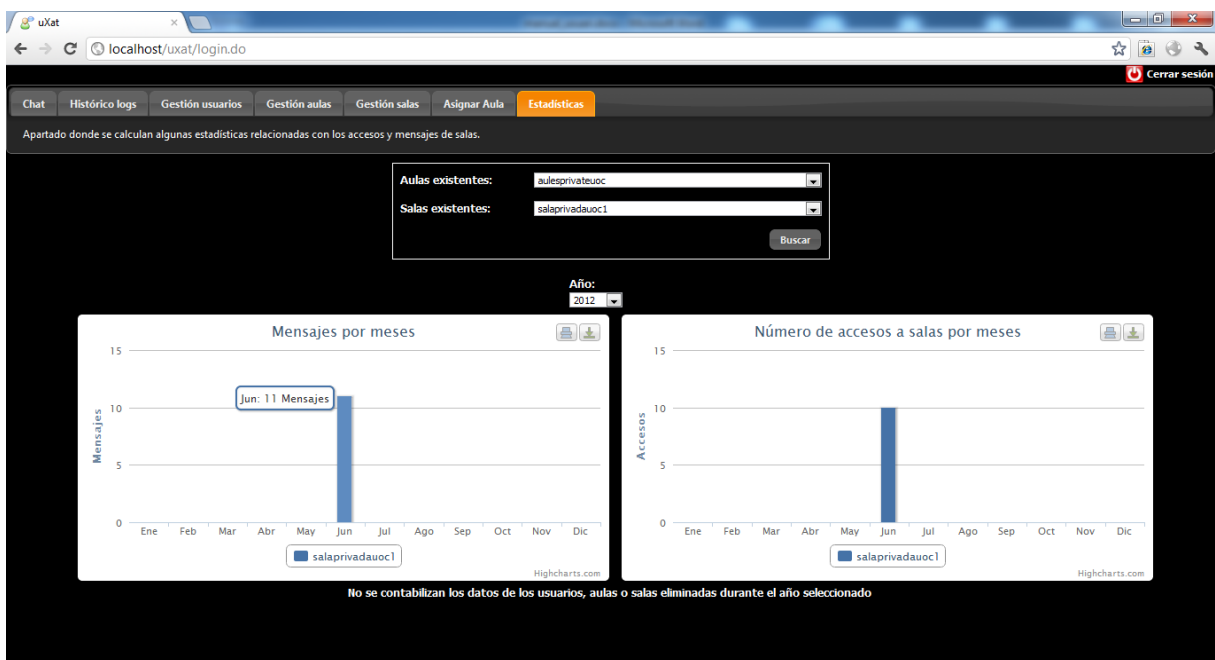 uXat
localhost/uxat/login.do
Cerrar sesión
Chat Histórico logs Gestión usuarios Gestión aulas Gestión salas Asignar Aula Estadísticas
Apartado donde se calculan algunas estadísticas relacionadas con los accesos y mensajes de salas.
Aulas existentes: aulesprivateuoc
Salas existentes: salaprivadauoc1
Buscar
Año:
2012
Mensajes por meses
15
10
5
0
Mensajes
Jun: 11 Mensajes
Ene Feb Mar Abr May Jun Jul Ago Sep Oct Nov Dic
salaprivadauoc1
Highcharts.com
Número de accesos a salas por meses
15
10
5
0
Accesos
Ene Feb Mar Abr May Jun Jul Ago Sep Oct Nov Dic
salaprivadauoc1
Highcharts.com
No se contabilizan los datos de los usuarios, aulas o salas eliminadas durante el año seleccionado